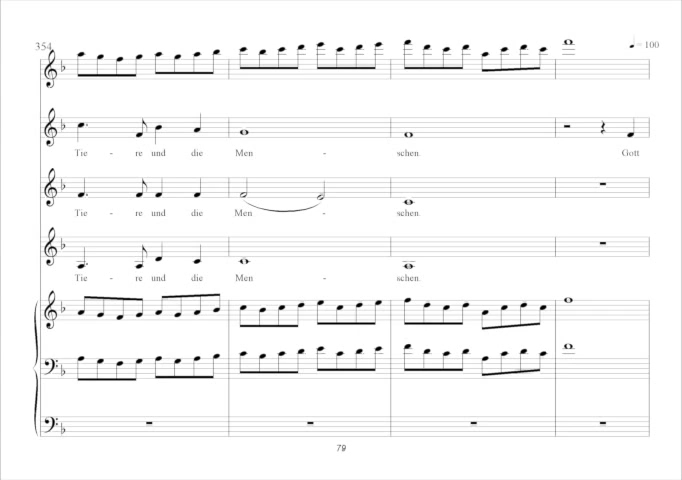 354
= 100
Tie - re und die Men - schen. Gott
Tie - re und die Men - schen.
Tie - re und die Men - schen.
79